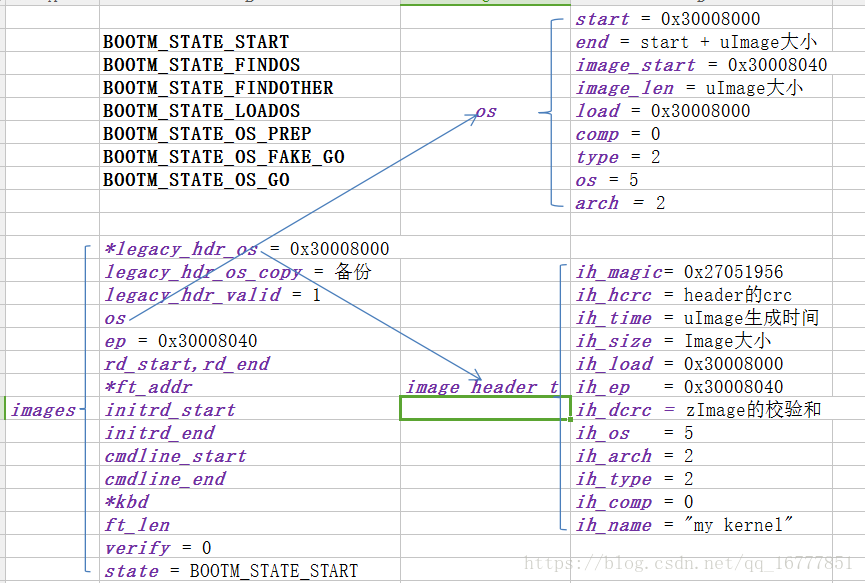 BOOTM_STATE_START
BOOTM_STATE_FINDOS
BOOTM_STATE_FINDOTHER
BOOTM_STATE_LOADOS
BOOTM_STATE_OS_PREP
BOOTM_STATE_OS_FAKE_GO
BOOTM_STATE_OS_GO
os
start = 0x30008000
end = start + uImage大小
image_start = 0x30008040
image_len = uImage大小
load = 0x30008000
comp = 0
type = 2
os = 5
arch = 2
images
*legacy_hdr_os = 0x30008000
legacy_hdr_os_copy = 备份
legacy_hdr_valid = 1
os
ep = 0x30008040
rd_start,rd_end
*ft_addr
initrd_start
initrd_end
cmdline_start
cmdline_end
*kbd
ft_len
verify = 0
state = BOOTM_STATE_START
image_header_t
ih_magic= 0x27051956
ih_hcrc = header的crc
ih_time = uImage生成时间
ih_size = Image大小
ih_load = 0x30008000
ih_ep = 0x30008040
ih_dcrc = zImage的校验和
ih_os = 5
ih_arch = 2
ih_type = 2
ih_comp = 0
ih_name = "my kernel"
https://blog.csdn.net/qq_16777851